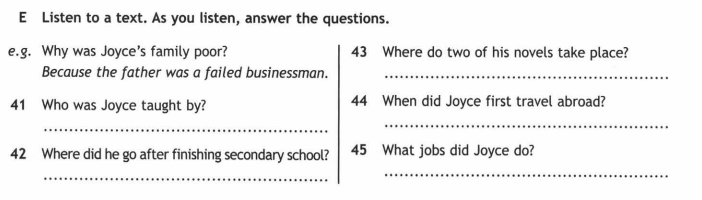 E Listen to a text. As you listen, answer the questions.
e.g. Why was Joyce's family poor?
Because the father was a failed businessman.
41 Who was Joyce taught by?
........................................................
42 Where did he go after finishing secondary school?
........................................................
43 Where do two of his novels take place?
........................................................
44 When did Joyce first travel abroad?
........................................................
45 What jobs did Joyce do?
........................................................